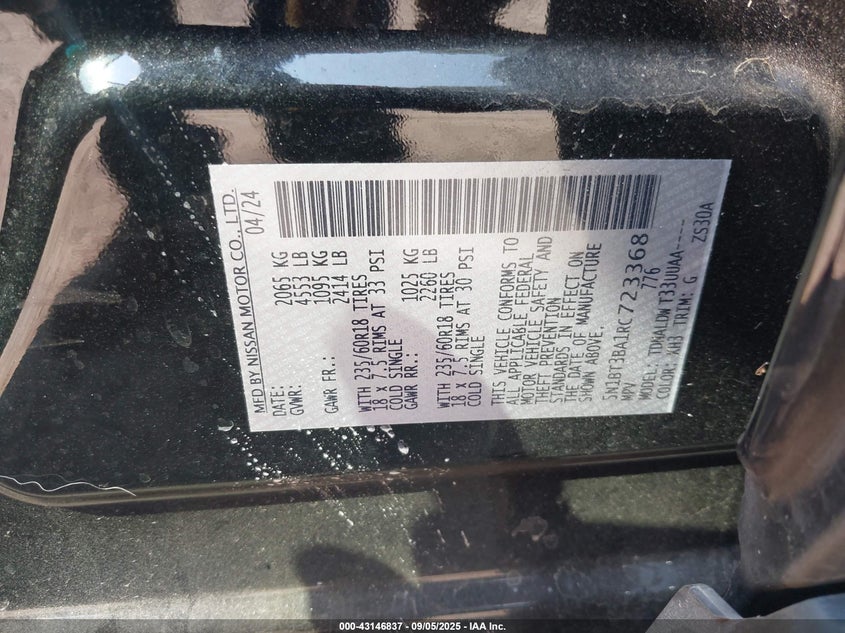 MFD BY NISSAN MOTOR CO., LTD.
DATE: 04/24
GVWR: 2065 KG
4553 LB
GAWR FR.: 1095 KG
2414 LB
WITH 235/60R18 TIRES
18 x 7.5 RIMS AT 33 PSI
COLD SINGLE
GAWR RR.: 1025 KG
2260 LB
WITH 235/60R18 TIRES
18 x 7.5 RIMS AT 30 PSI
COLD SINGLE
THIS VEHICLE CONFORMS TO
ALL APPLICABLE FEDERAL
MOTOR VEHICLE SAFETY AND
THEFT PREVENTION
STANDARDS IN EFFECT ON
THE DATE OF MANUFACTURE
SHOWN ABOVE.
5N1BT3BA1RC723368
MPV 776
MODEL: TDRALDW T33UUAA-----
COLOR: XH3 TRIM: G ZS30A
000-43146837 - 09/05/2025 - IAA Inc.